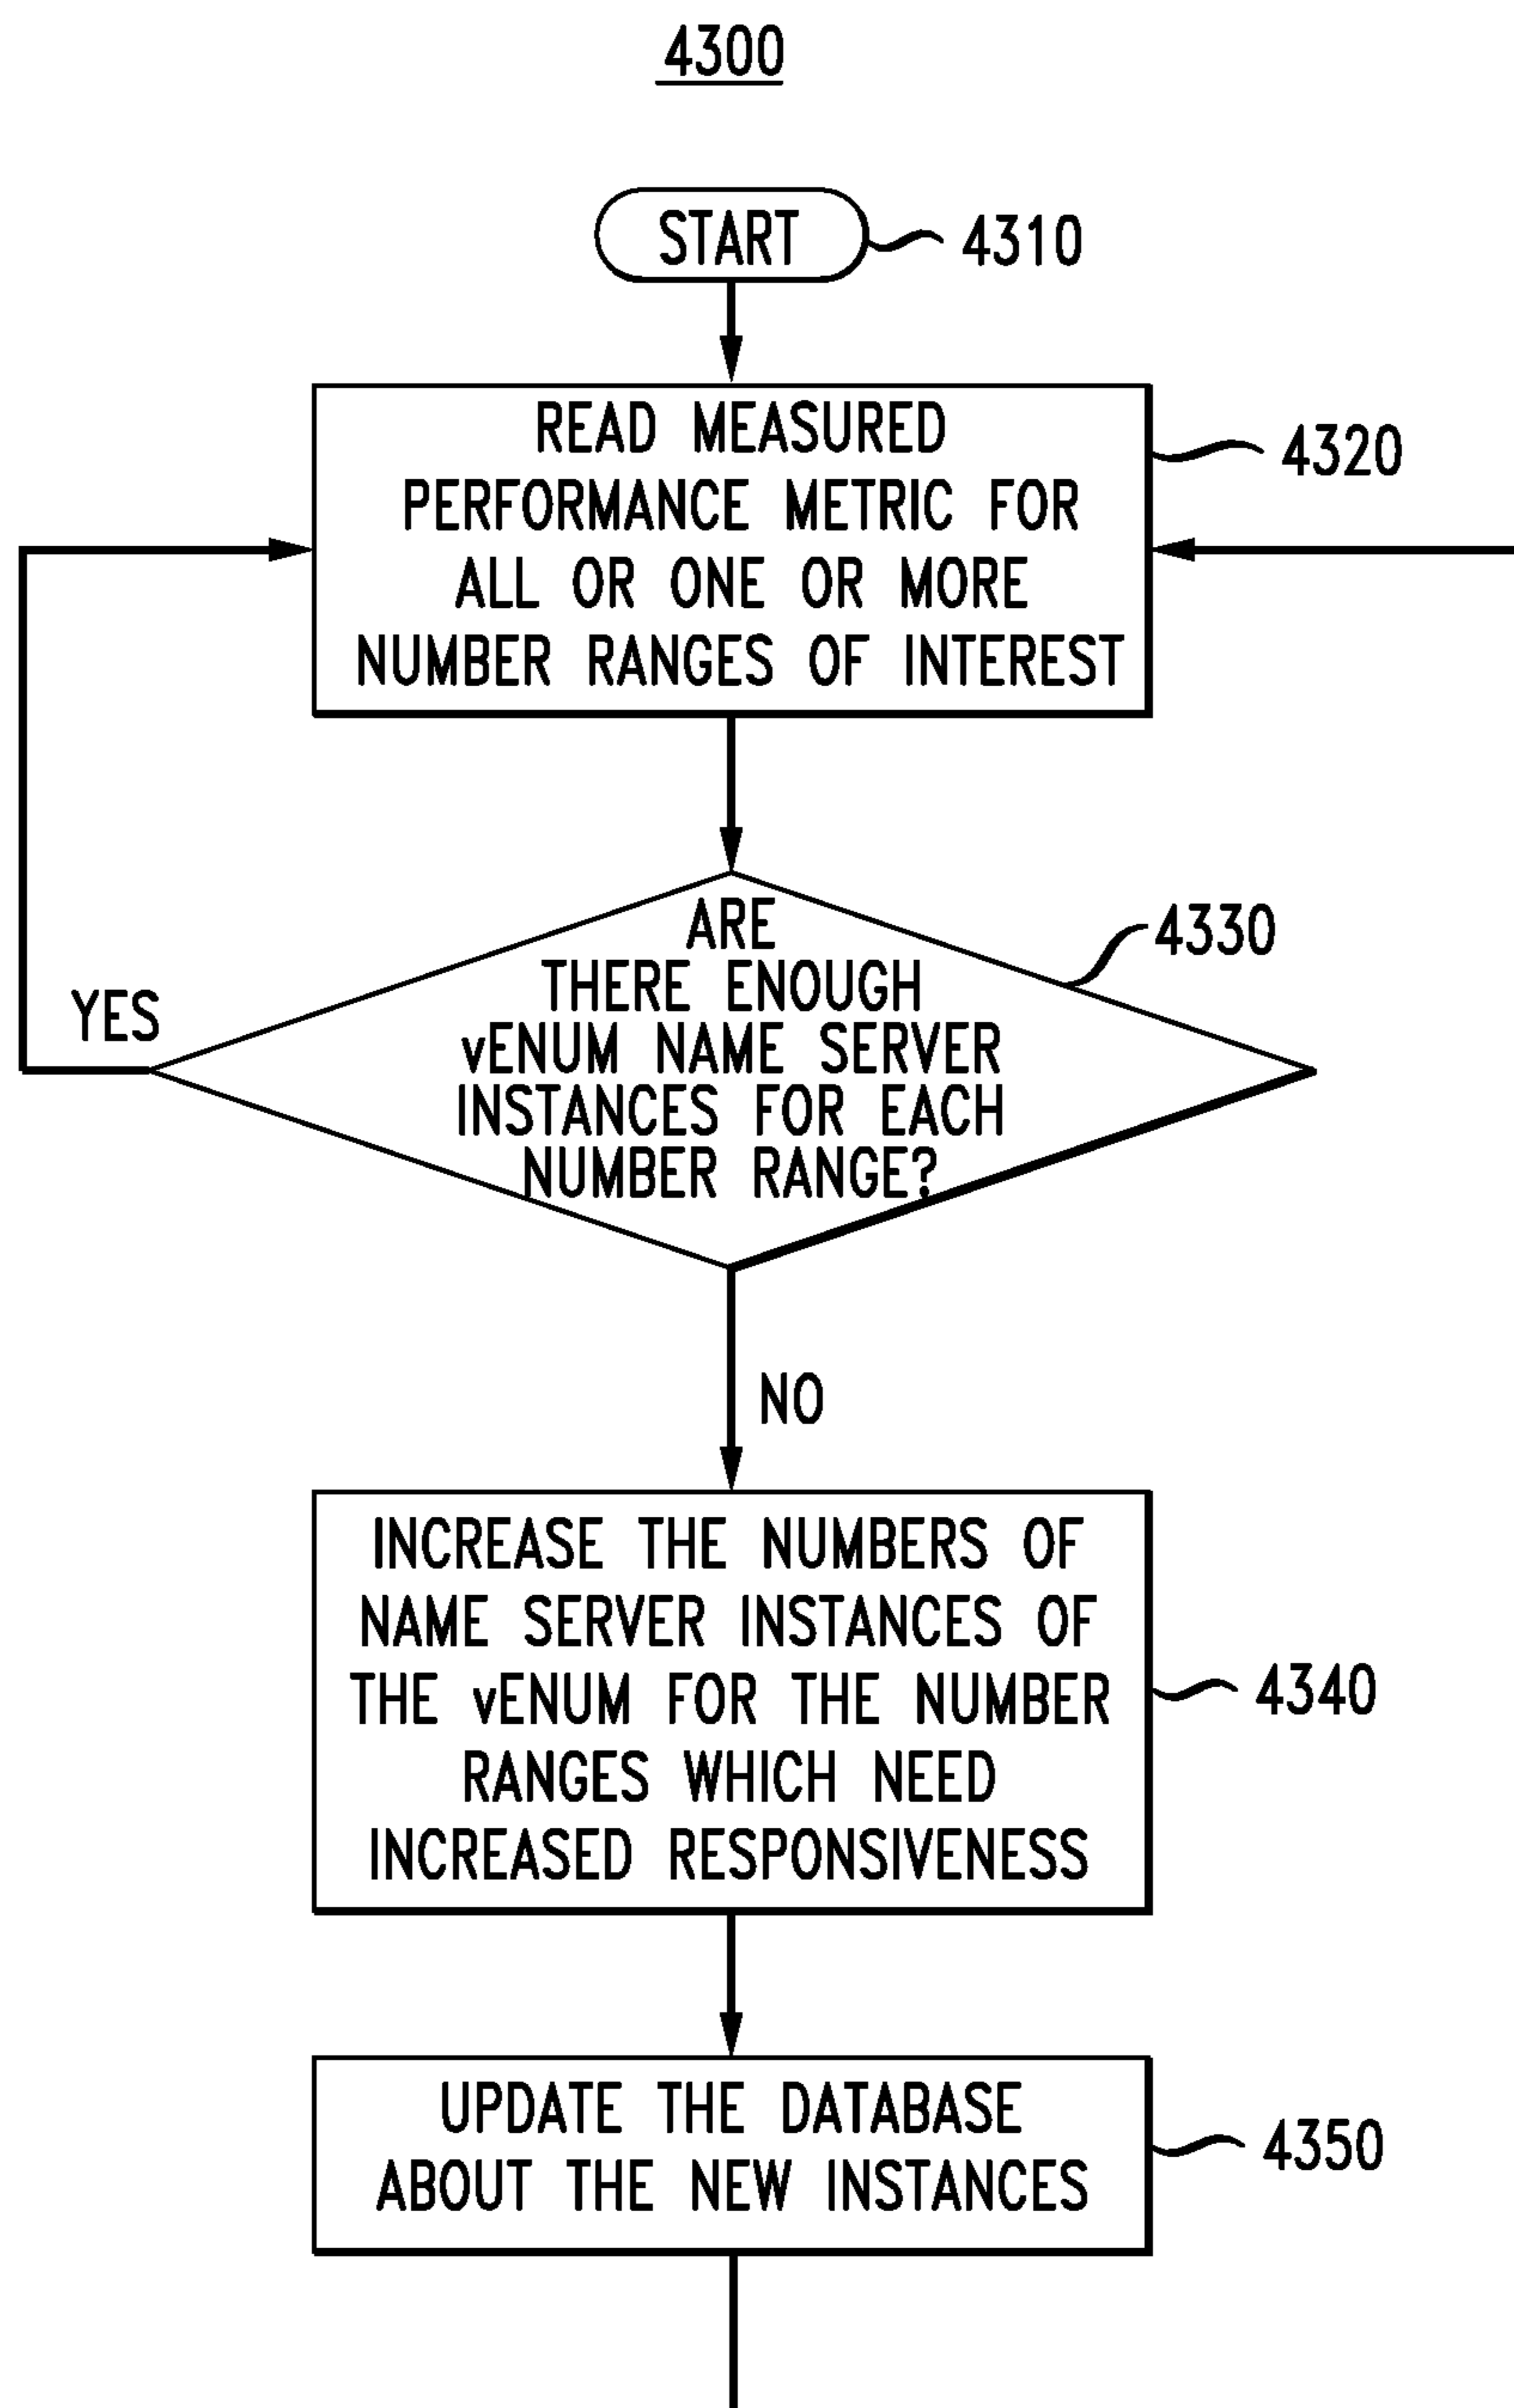 4300
START
4310
READ MEASURED
PERFORMANCE METRIC FOR
ALL OR ONE OR MORE
NUMBER RANGES OF INTEREST
4320
ARE
THERE ENOUGH
vENUM NAME SERVER
INSTANCES FOR EACH
NUMBER RANGE?
4330
YES
NO
INCREASE THE NUMBERS OF
NAME SERVER INSTANCES OF
THE vENUM FOR THE NUMBER
RANGES WHICH NEED
INCREASED RESPONSIVENESS
4340
UPDATE THE DATABASE
ABOUT THE NEW INSTANCES
4350